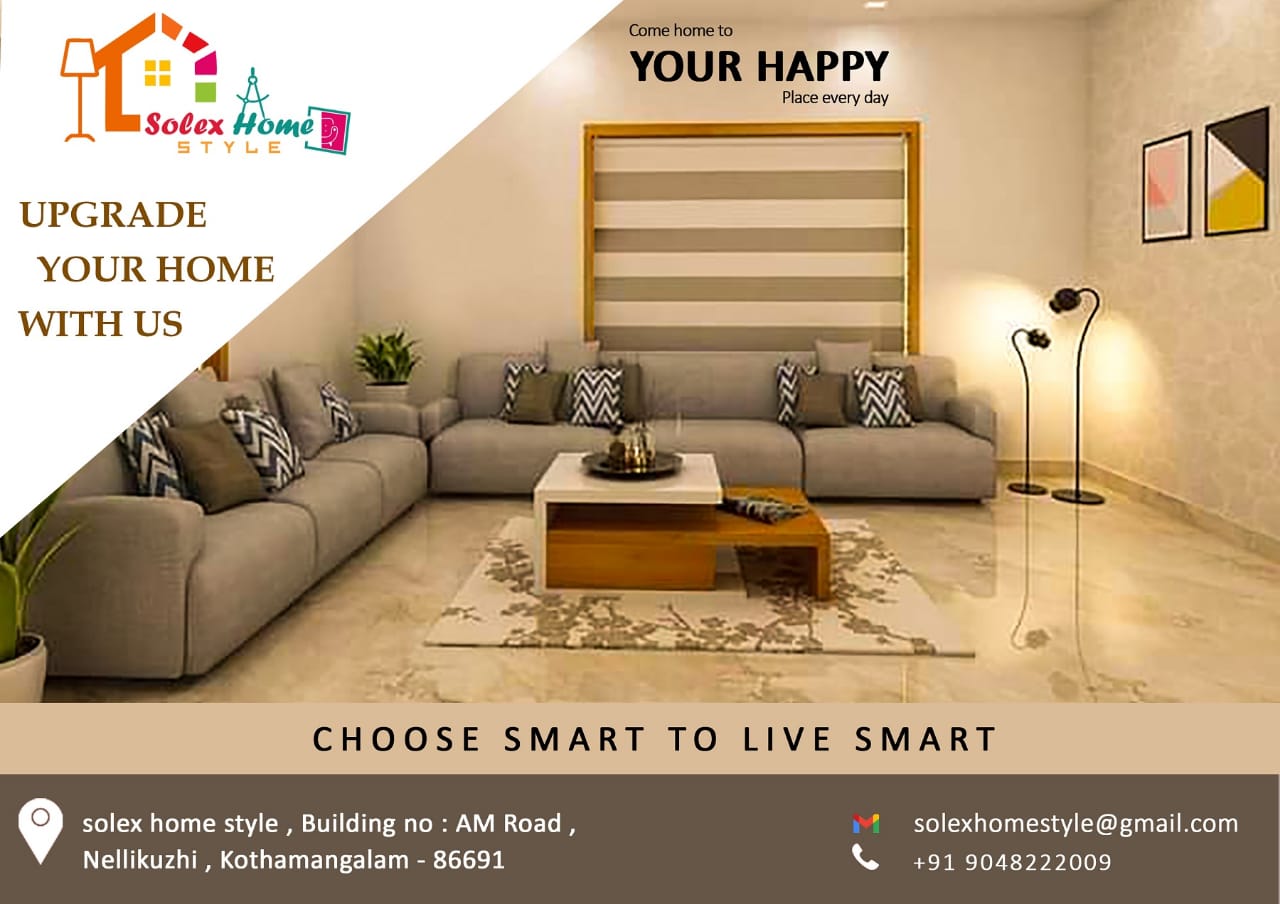 Solex Home
STYLE
UPGRADE
YOUR HOME
WITH US
Come home to
YOUR HAPPY
Place every day
CHOOSE SMART TO LIVE SMART
solex home style , Building no : AM Road ,
Nellikuzhi , Kothamangalam - 86691
solexhomestyle@gmail.com
+91 9048222009